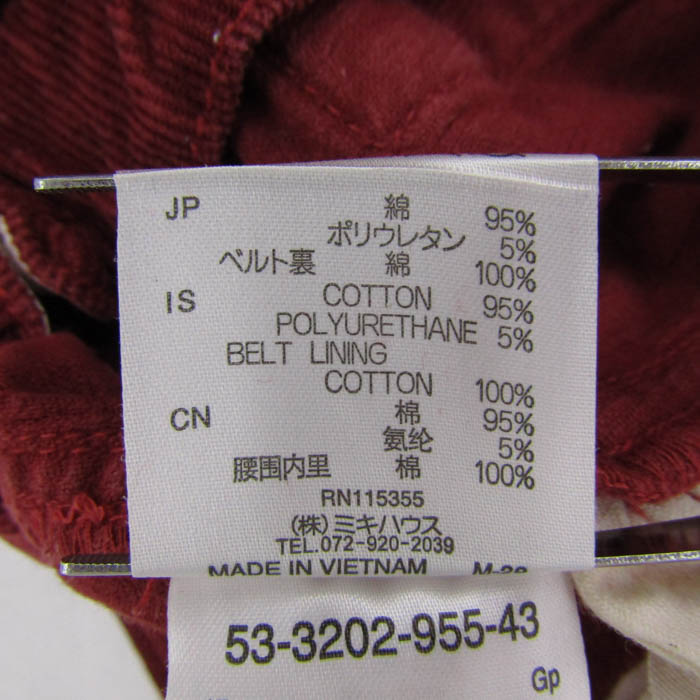 JP 綿 95%
ポリウレタン 5%
ベルト裏 綿 100%
IS COTTON 95%
POLYURETHANE 5%
BELT LINING
COTTON 100%
CN 棉 95%
氨纶 5%
腰围内里 棉 100%
RN115355
(株)ミキハウス
TEL.072-920-2039
MADE IN VIETNAM
53-3202-955-43
Gp